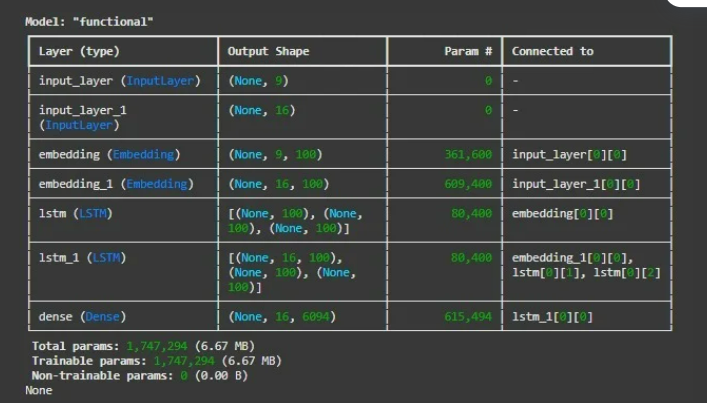 Model: "functional"
Layer (type) Output Shape Param # Connected to
input_layer (InputLayer) (None, 9) 0 -
input_layer_1 (None, 16) 0 -
(InputLayer)
embedding (Embedding) (None, 9, 100) 361,600 input_layer[0][0]
embedding_1 (Embedding) (None, 16, 100) 609,400 input_layer_1[0][0]
lstm (LSTM) [(None, 100), (None, 80,400 embedding[0][0]
100), (None, 100)]
lstm_1 (LSTM) [(None, 16, 100), 80,400 embedding_1[0][0],
(None, 100), (None, lstm[0][1], lstm[0][2]
100)]
dense (Dense) (None, 16, 6094) 615,494 lstm_1[0][0]
Total params: 1,747,294 (6.67 MB)
Trainable params: 1,747,294 (6.67 MB)
Non-trainable params: 0 (0.00 B)
None